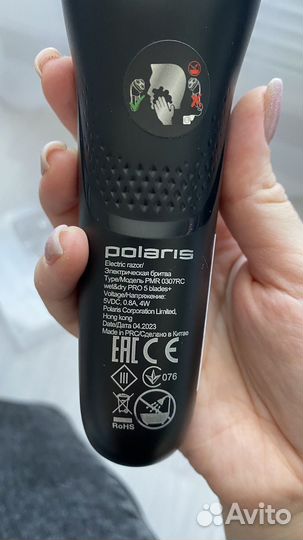 polaris
Electric razor/
Электрическая бритва
Type/Модель PMR 0307RC
wet&dry PRO 5 blades+
Voltage/Напряжение:
5VDC, 0.8A, 4W
Polaris Corporation Limited,
Hong kong
Date/Дата 04.2023
Made in PRC/Сделано в Китае
EAC CE
076
RoHS
Avito